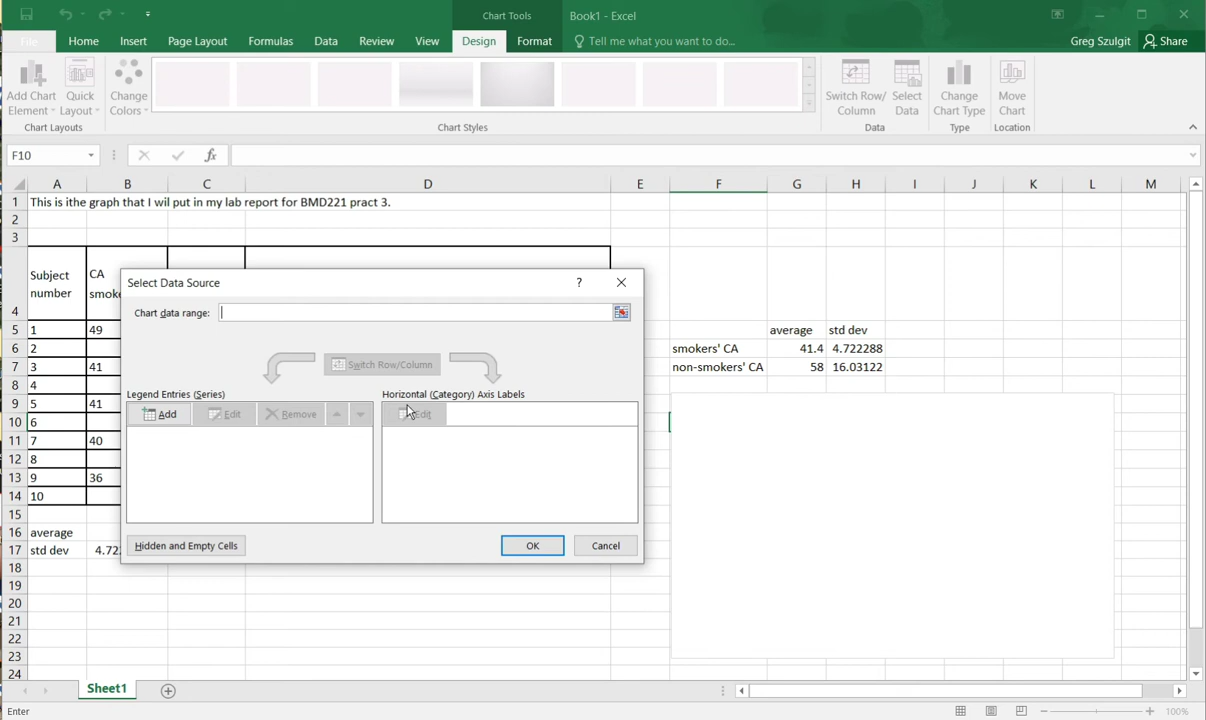 Chart Tools
Book1 - Excel
File
Home
Insert
Page Layout
Formulas
Data
Review
View
Design
Format
Tell me what you want to do...
Greg Szulgit
Share
Add Chart
Element
Quick
Layout
Change
Colors
Switch Row/
Column
Select
Data
Change
Chart Type
Move
Chart
Chart Layouts
Chart Styles
Data
Type
Location
F10
fx
A B C D E F G H I J K L M
1 This is ithe graph that I wil put in my lab report for BMD221 pract 3.
2
3
Subject
number
CA
smoke
4
5 1 49 average std dev
6 2 smokers' CA 41.4 4.722288
7 3 41 non-smokers' CA 58 16.03122
8 4
9 5 41
10 6
11 7 40
12 8
13 9 36
14 10
15
16 average
17 std dev 4.72
18
19
20
21
22
23
24
Select Data Source
?
Chart data range:
Switch Row/Column
Legend Entries (Series)
Horizontal (Category) Axis Labels
Add
Edit
Remove
Edit
Hidden and Empty Cells
OK
Cancel
Sheet1
Enter
100%